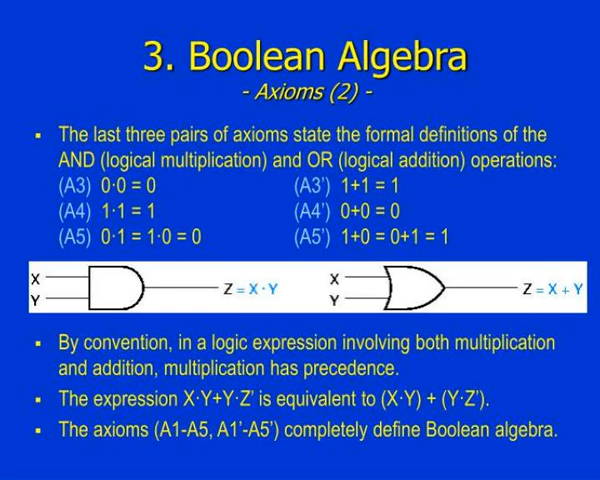 3. Boolean Algebra
- Axioms (2) -
▪ The last three pairs of axioms state the formal definitions of the
AND (logical multiplication) and OR (logical addition) operations:
(A3) 0·0 = 0 (A3’) 1+1 = 1
(A4) 1·1 = 1 (A4’) 0+0 = 0
(A5) 0·1 = 1·0 = 0 (A5’) 1+0 = 0+1 = 1
X
Y
Z = X · Y
X
Y
Z = X + Y
▪ By convention, in a logic expression involving both multiplication
and addition, multiplication has precedence.
▪ The expression X·Y+Y·Z’ is equivalent to (X·Y) + (Y·Z’).
▪ The axioms (A1-A5, A1’-A5’) completely define Boolean algebra.